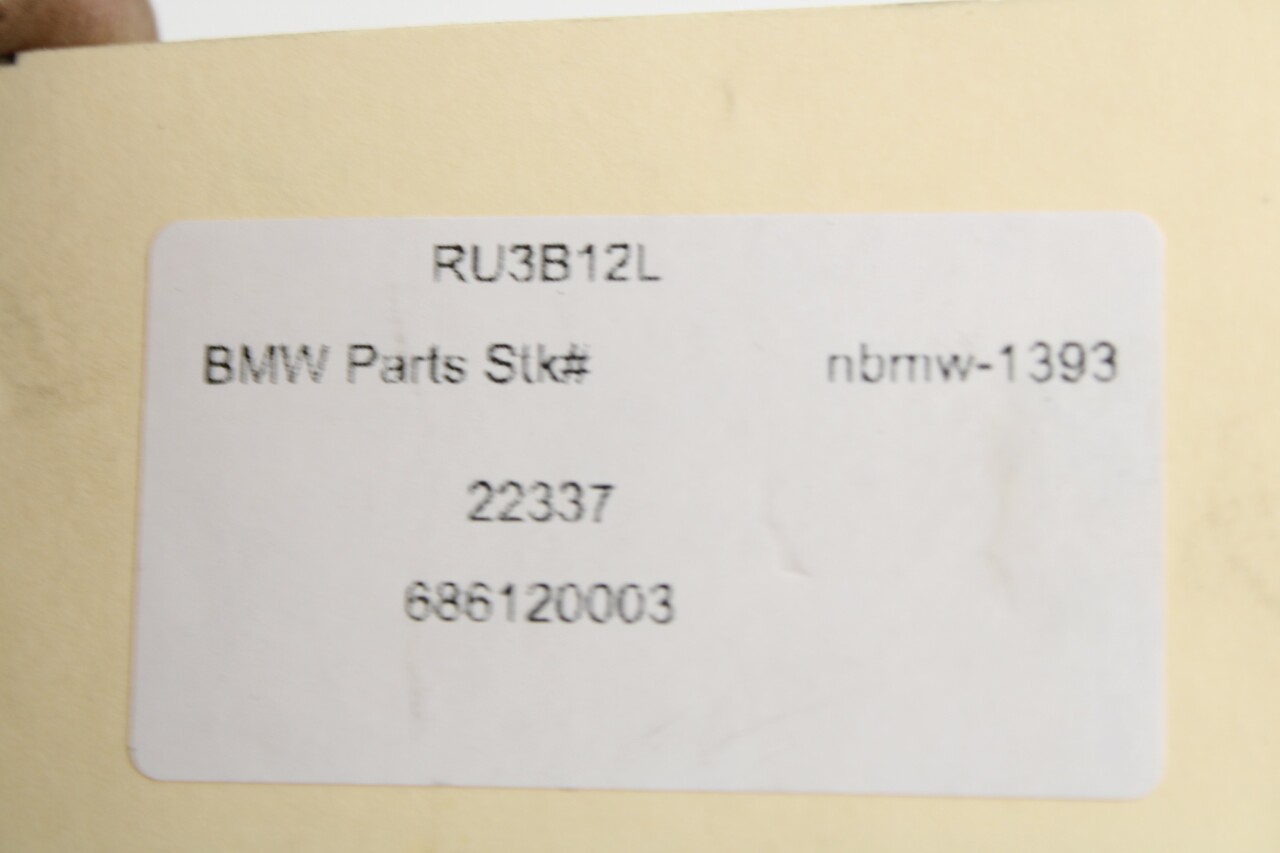 RU3B12L
BMW Parts Stk# nbmw-1393
22337
686120003